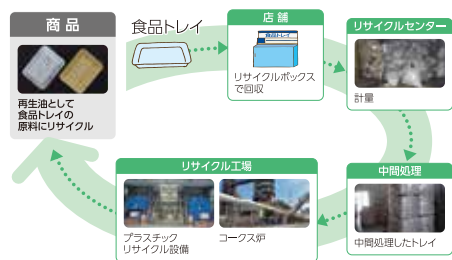 商品
再生油として
食品トレイの
原料にリサイクル
食品トレイ
店舗
食品トレイ
リサイクルボックス
で回収
リサイクルセンター
計量
中間処理
中間処理したトレイ
リサイクル工場
プラスチック
リサイクル設備
コークス炉